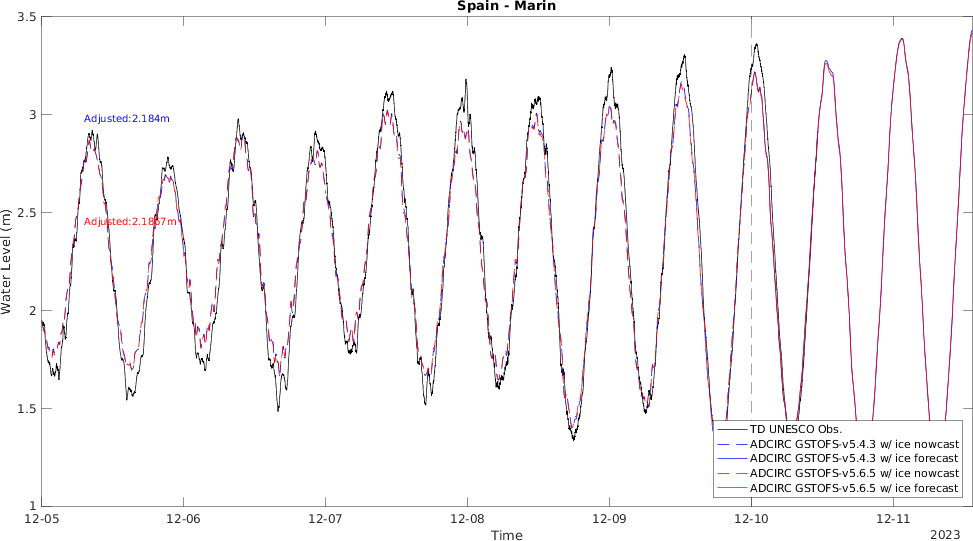 Spain - Marin
3.5
3
2.5
2
1.5
1
Water Level (m)
Adjusted:2.184m
Adjusted:2.1867m
TD UNESCO Obs.
ADCIRC GSTOFS-v5.4.3 w/ ice nowcast
ADCIRC GSTOFS-v5.4.3 w/ ice forecast
ADCIRC GSTOFS-v5.6.5 w/ ice nowcast
ADCIRC GSTOFS-v5.6.5 w/ ice forecast
12-05 12-06 12-07 12-08 12-09 12-10 12-11
Time
2023